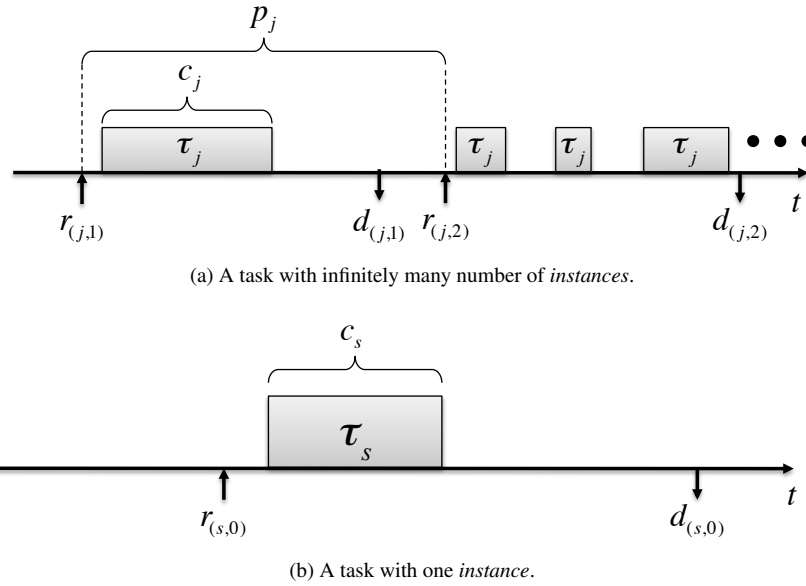 p_j
c_j
τ_j τ_j τ_j τ_j
t
r_(j,1) d_(j,1) r_(j,2) d_(j,2)
(a) A task with infinitely many number of instances.
c_s
τ_s
t
r_(s,0) d_(s,0)
(b) A task with one instance.